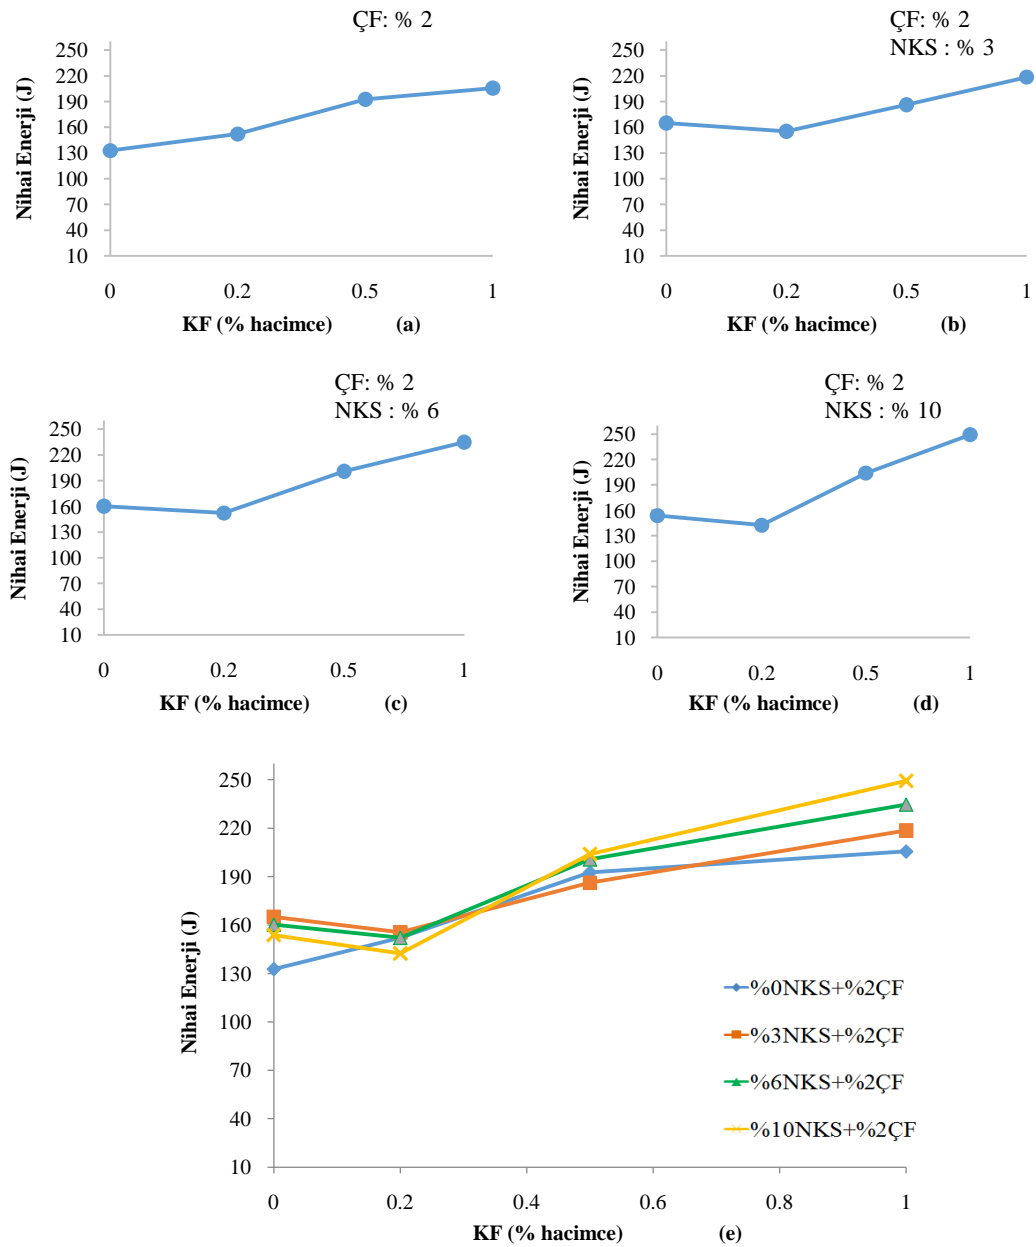 ÇF: % 2
250
220
190
160
130
100
70
40
10
Nihai Enerji (J)
0 0.2 0.5 1
KF (% hacimce) (a)
ÇF: % 2
NKS : % 3
250
220
190
160
130
100
70
40
10
Nihai Enerji (J)
0 0.2 0.5 1
KF (% hacimce) (b)
ÇF: % 2
NKS : % 6
250
220
190
160
130
100
70
40
10
Nihai Enerji (J)
0 0.2 0.5 1
KF (% hacimce) (c)
ÇF: % 2
NKS : % 10
250
220
190
160
130
100
70
40
10
Nihai Enerji (J)
0 0.2 0.5 1
KF (% hacimce) (d)
250
220
190
160
130
100
70
40
10
Nihai Enerji (J)
%0NKS+%2ÇF
%3NKS+%2ÇF
%6NKS+%2ÇF
%10NKS+%2ÇF
0 0.2 0.4 0.6 0.8 1
KF (% hacimce) (e)